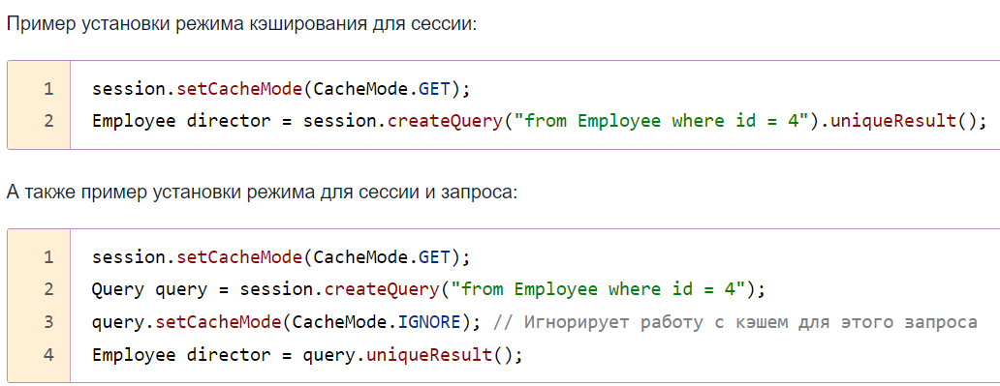 Пример установки режима кэширования для сессии:
1 session.setCacheMode(CacheMode.GET);
2 Employee director = session.createQuery("from Employee where id = 4").uniqueResult();
А также пример установки режима для сессии и запроса:
1 session.setCacheMode(CacheMode.GET);
2 Query query = session.createQuery("from Employee where id = 4");
3 query.setCacheMode(CacheMode.IGNORE); // Игнорирует работу с кэшем для этого запроса
4 Employee director = query.uniqueResult();